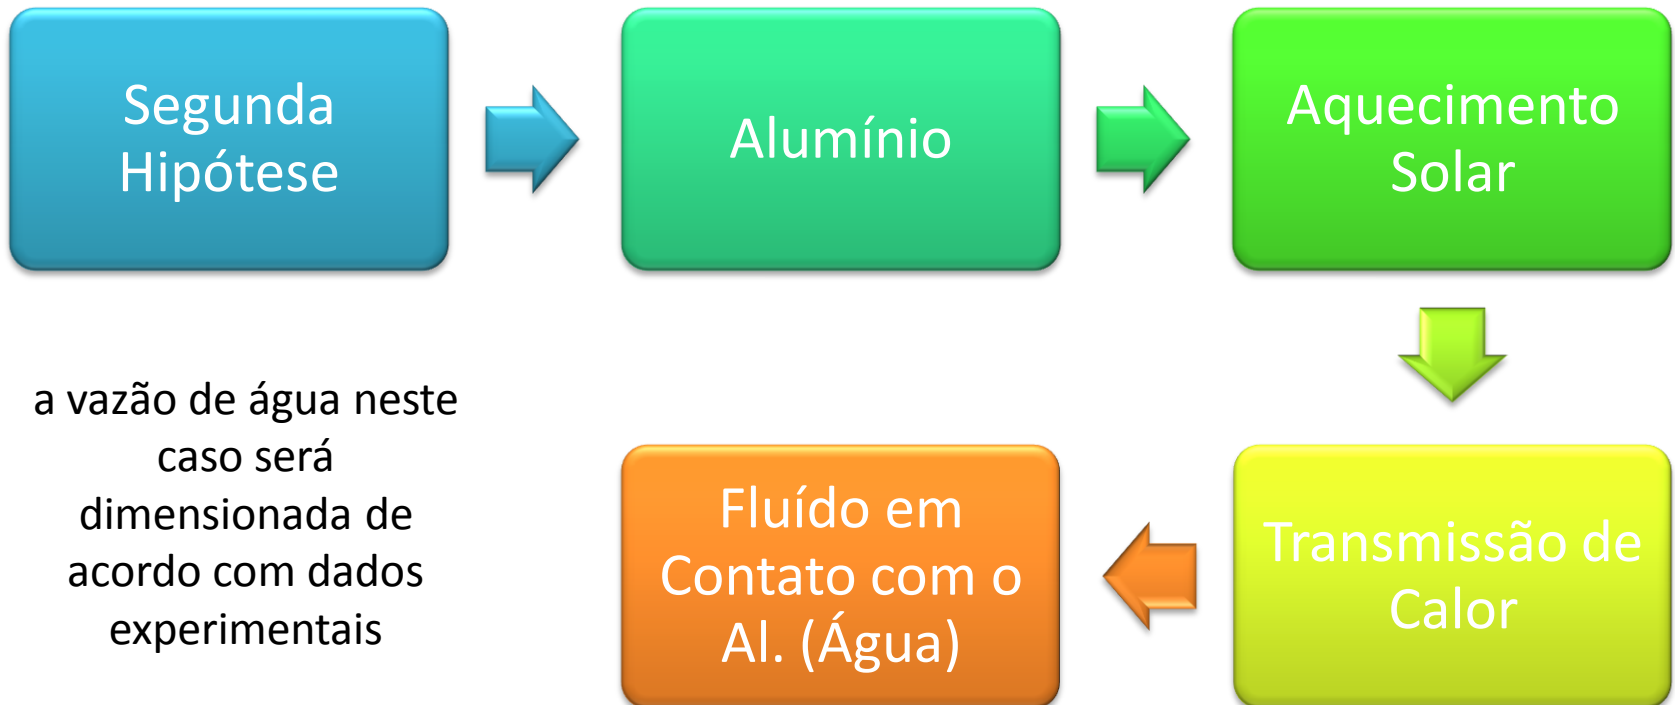 Segunda
Hipótese
Alumínio
Aquecimento
Solar
Transmissão de
Calor
Fluído em
Contato com o
Al. (Água)
a vazão de água neste
caso será
dimensionada de
acordo com dados
experimentais